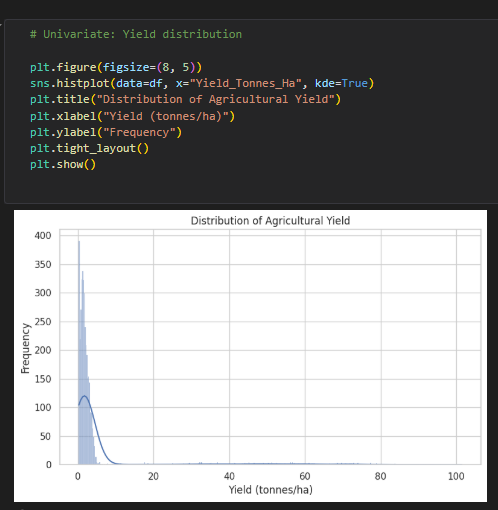 # Univariate: Yield distribution
plt.figure(figsize=(8, 5))
sns.histplot(data=df, x="Yield_Tonnes_Ha", kde=True)
plt.title("Distribution of Agricultural Yield")
plt.xlabel("Yield (tonnes/ha)")
plt.ylabel("Frequency")
plt.tight_layout()
plt.show()
Distribution of Agricultural Yield
400
350
300
250
200
150
100
50
0
Frequency
0 20 40 60 80 100
Yield (tonnes/ha)